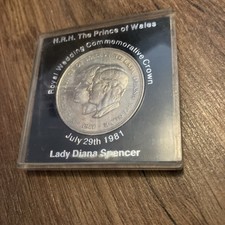 H.R.H. The Prince of Wales
Royal Wedding Commemorative Crown
July 29th 1981
Lady Diana Spencer